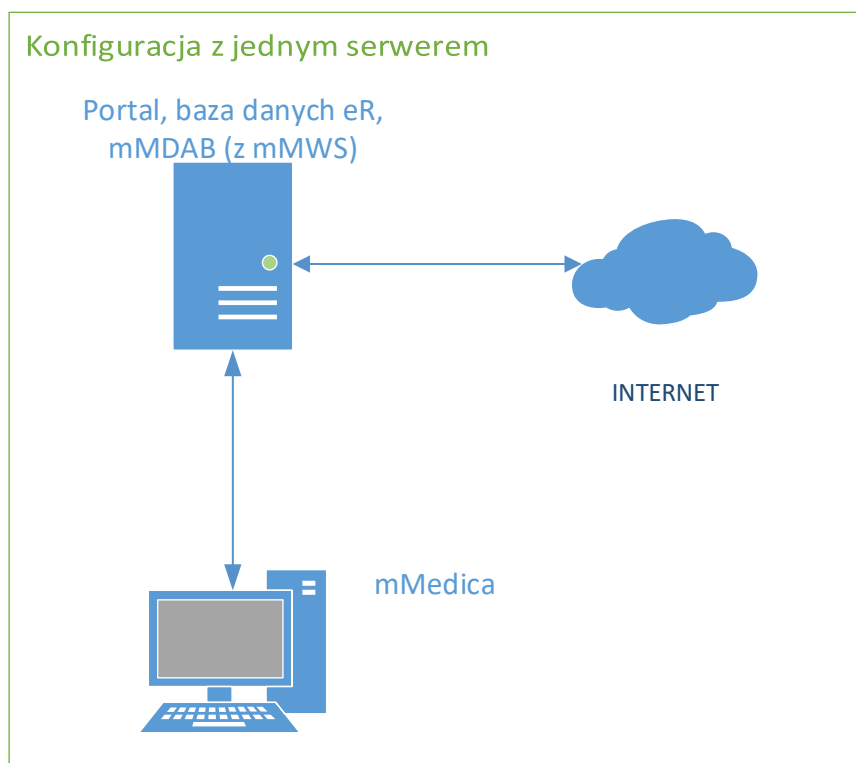 Konfiguracja z jednym serwerem
Portal, baza danych eR,
mMDAB (z mMWS)
INTERNET
mMedica